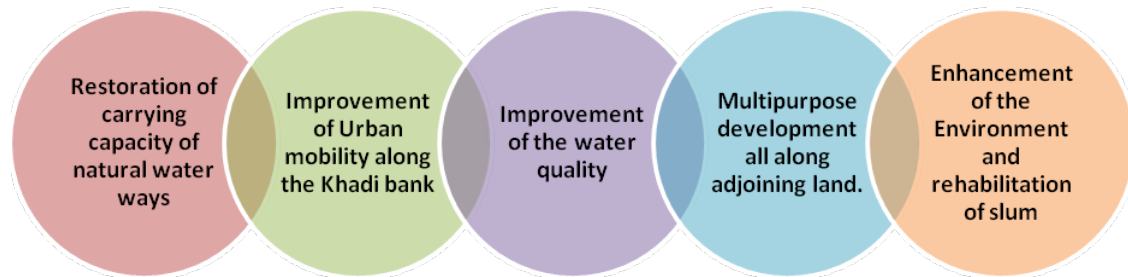 Restoration of
carrying
capacity of
natural water
ways
Improvement
of Urban
mobility along
the Khadi bank
Improvement
of the water
quality
Multipurpose
development
all along
adjoining land.
Enhancement
of the
Environment
and
rehabilitation
of slum